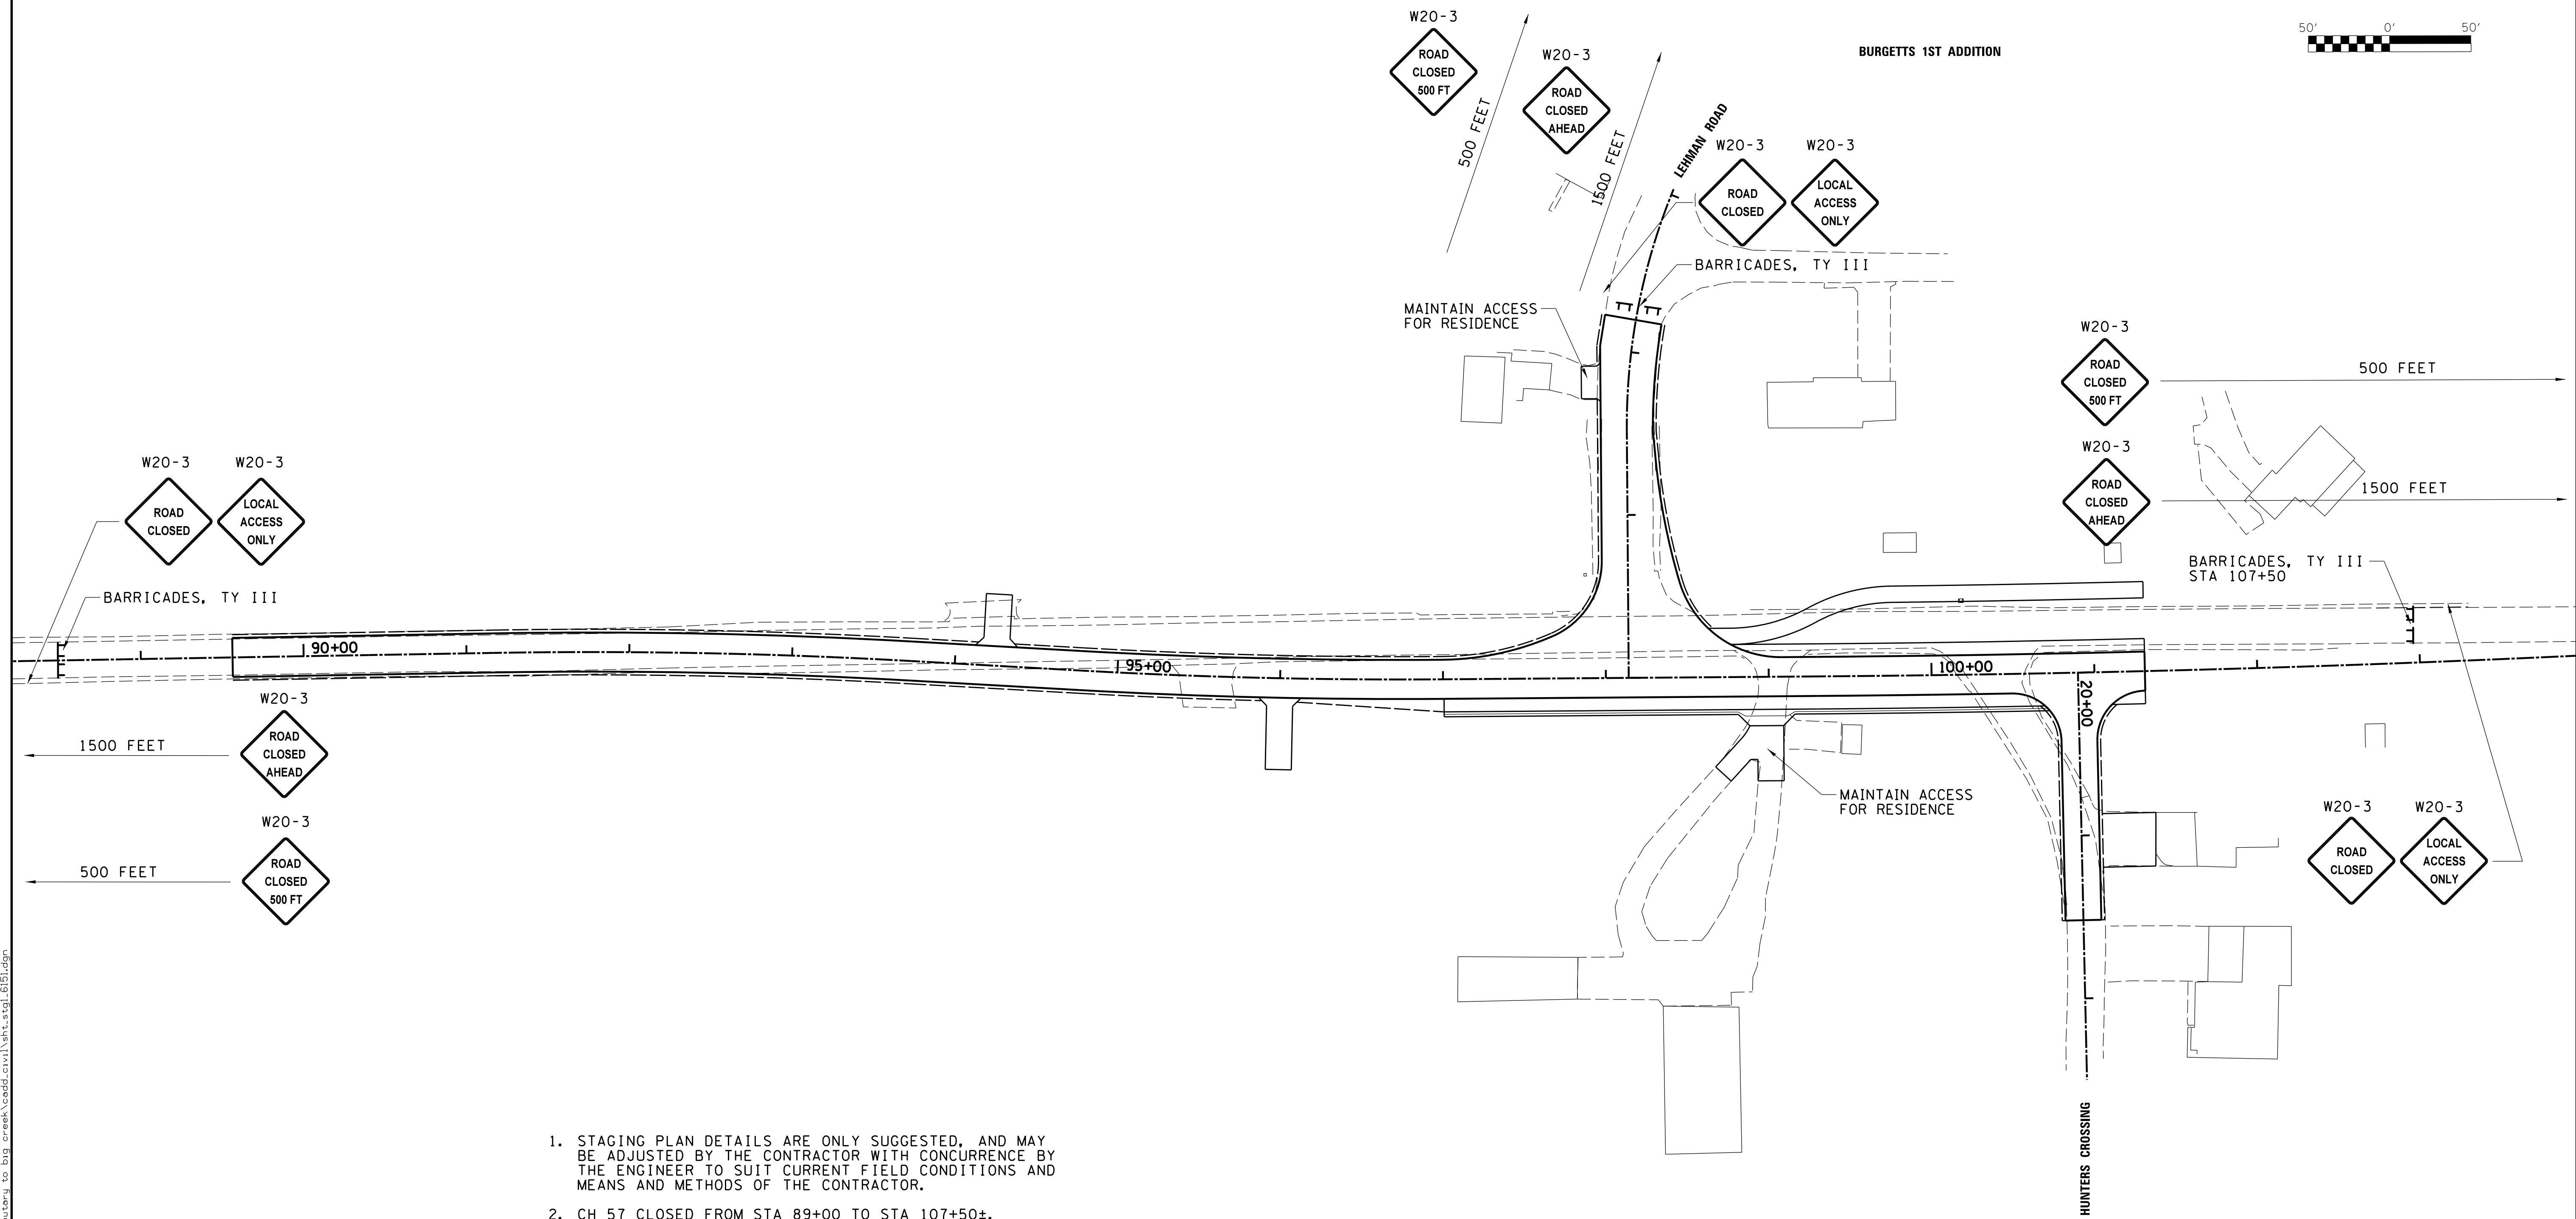 W20-3
ROAD
CLOSED
500 FT
500 FEET
W20-3
ROAD
CLOSED
AHEAD
1500 FEET
BURGETTS 1ST ADDITION
50' 0' 50'
LEHMAN ROAD
W20-3 W20-3
ROAD
CLOSED
LOCAL
ACCESS
ONLY
BARRICADES, TY III
MAINTAIN ACCESS
FOR RESIDENCE
W20-3
ROAD
CLOSED
500 FT
500 FEET
W20-3
ROAD
CLOSED
AHEAD
1500 FEET
W20-3 W20-3
ROAD
CLOSED
LOCAL
ACCESS
ONLY
BARRICADES, TY III
BARRICADES, TY III
STA 107+50
90+00
95+00
100+00
20+00
W20-3
1500 FEET
ROAD
CLOSED
AHEAD
W20-3
500 FEET
ROAD
CLOSED
500 FT
MAINTAIN ACCESS
FOR RESIDENCE
W20-3 W20-3
ROAD
CLOSED
LOCAL
ACCESS
ONLY
HUNTERS CROSSING
1. STAGING PLAN DETAILS ARE ONLY SUGGESTED, AND MAY
BE ADJUSTED BY THE CONTRACTOR WITH CONCURRENCE BY
THE ENGINEER TO SUIT CURRENT FIELD CONDITIONS AND
MEANS AND METHODS OF THE CONTRACTOR.
2. CH 57 CLOSED FROM STA 89+00 TO STA 107+50±.
to big creek\cadd_civil\sht_stg1_6151.dgn